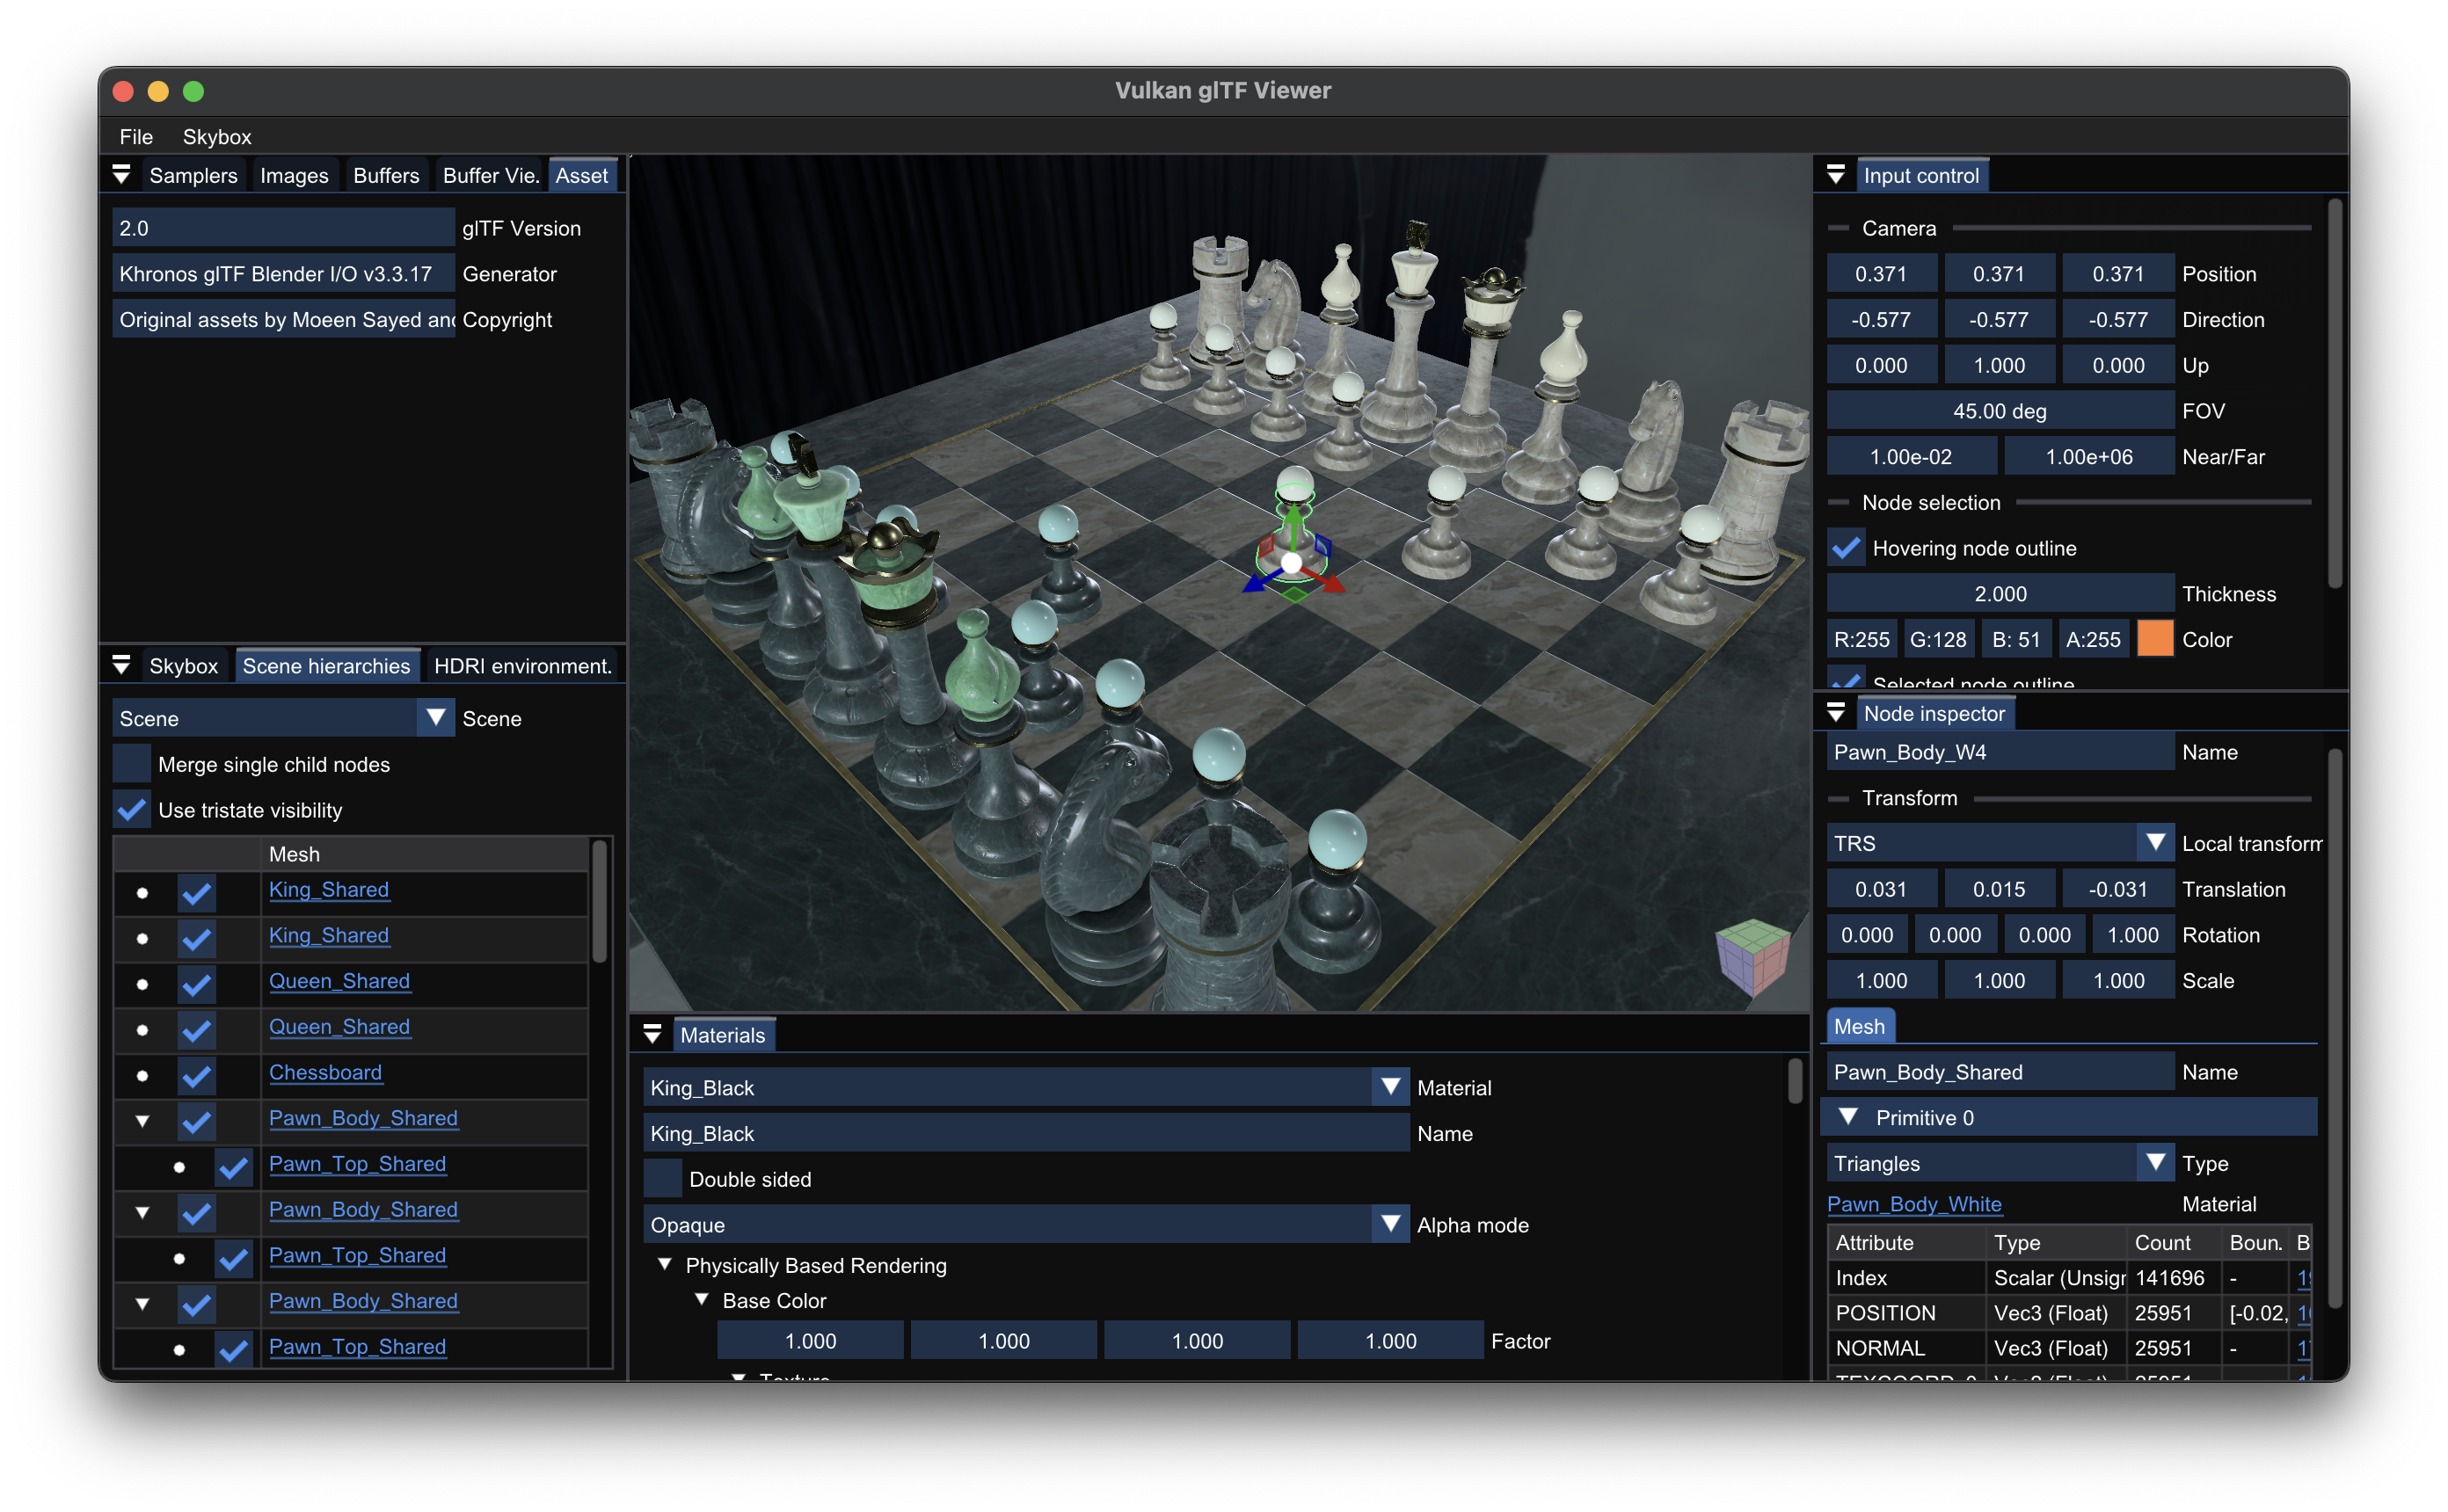 Vulkan glTF Viewer
File Skybox
Samplers Images Buffers Buffer Vie. Asset
2.0 glTF Version
Khronos glTF Blender I/O v3.3.17 Generator
Original assets by Moeen Sayed Copyright
Skybox Scene hierarchies HDRI environment.
Scene Scene
Merge single child nodes
Use tristate visibility
Mesh
King_Shared
King_Shared
Queen_Shared
Queen_Shared
Chessboard
Pawn_Body_Shared
Pawn_Top_Shared
Pawn_Body_Shared
Pawn_Top_Shared
Pawn_Body_Shared
Pawn_Top_Shared
Materials
King_Black Material
King_Black Name
Double sided
Opaque Alpha mode
Physically Based Rendering
Base Color
1.000 1.000 1.000 1.000 Factor
Texture
Input control
Camera
0.371 0.371 0.371 Position
-0.577 -0.577 -0.577 Direction
0.000 1.000 0.000 Up
45.00 deg FOV
1.00e-02 1.00e+06 Near/Far
Node selection
Hovering node outline
2.000 Thickness
R:255 G:128 B: 51 A:255 Color
Selected node outline
Node inspector
Pawn_Body_W4 Name
Transform
TRS Local transform
0.031 0.015 -0.031 Translation
0.000 0.000 0.000 1.000 Rotation
1.000 1.000 1.000 Scale
Mesh
Pawn_Body_Shared Name
Primitive 0
Triangles Type
Pawn_Body_White Material
Attribute Type Count Boun. B
Index Scalar (Unsigr 141696 -
POSITION Vec3 (Float) 25951 [-0.02,
NORMAL Vec3 (Float) 25951 -